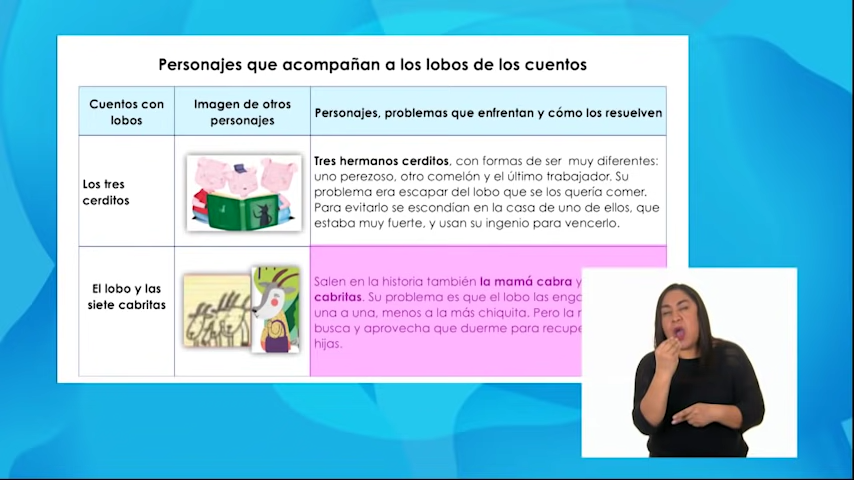 Personajes que acompañan a los lobos de los cuentos
Cuentos con
lobos
Imagen de otros
personajes
Personajes, problemas que enfrentan y cómo los resuelven
Los tres
cerditos
Tres hermanos cerditos, con formas de ser muy diferentes:
uno perezoso, otro comelón y el último trabajador. Su
problema era escapar del lobo que se los quería comer.
Para evitarlo se escondían en la casa de uno de ellos, que
estaba muy fuerte, y usan su ingenio para vencerlo.
El lobo y las
siete cabritas
Salen en la historia también la mamá cabra y
cabritas. Su problema es que el lobo las
una a una, menos a la más chiquita. Pero la
busca y aprovecha que duerme para
hijas.